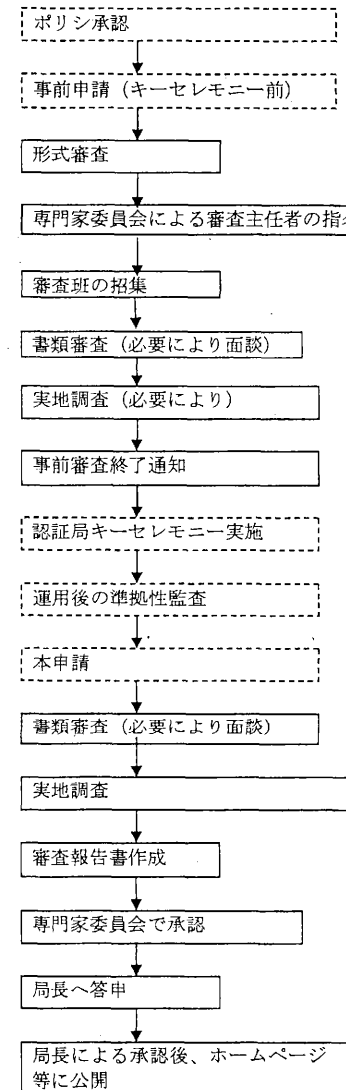 ポリシ承認
事前申請（キーセレモニー前）
形式審査
専門家委員会による審査主任者の指
審査班の招集
書類審査（必要により面談）
実地調査（必要により）
事前審査終了通知
認証局キーセレモニー実施
運用後の準拠性監査
本申請
書類審査（必要により面談）
実地調査
審査報告書作成
専門家委員会で承認
局長へ答申
局長による承認後、ホームページ
等に公開